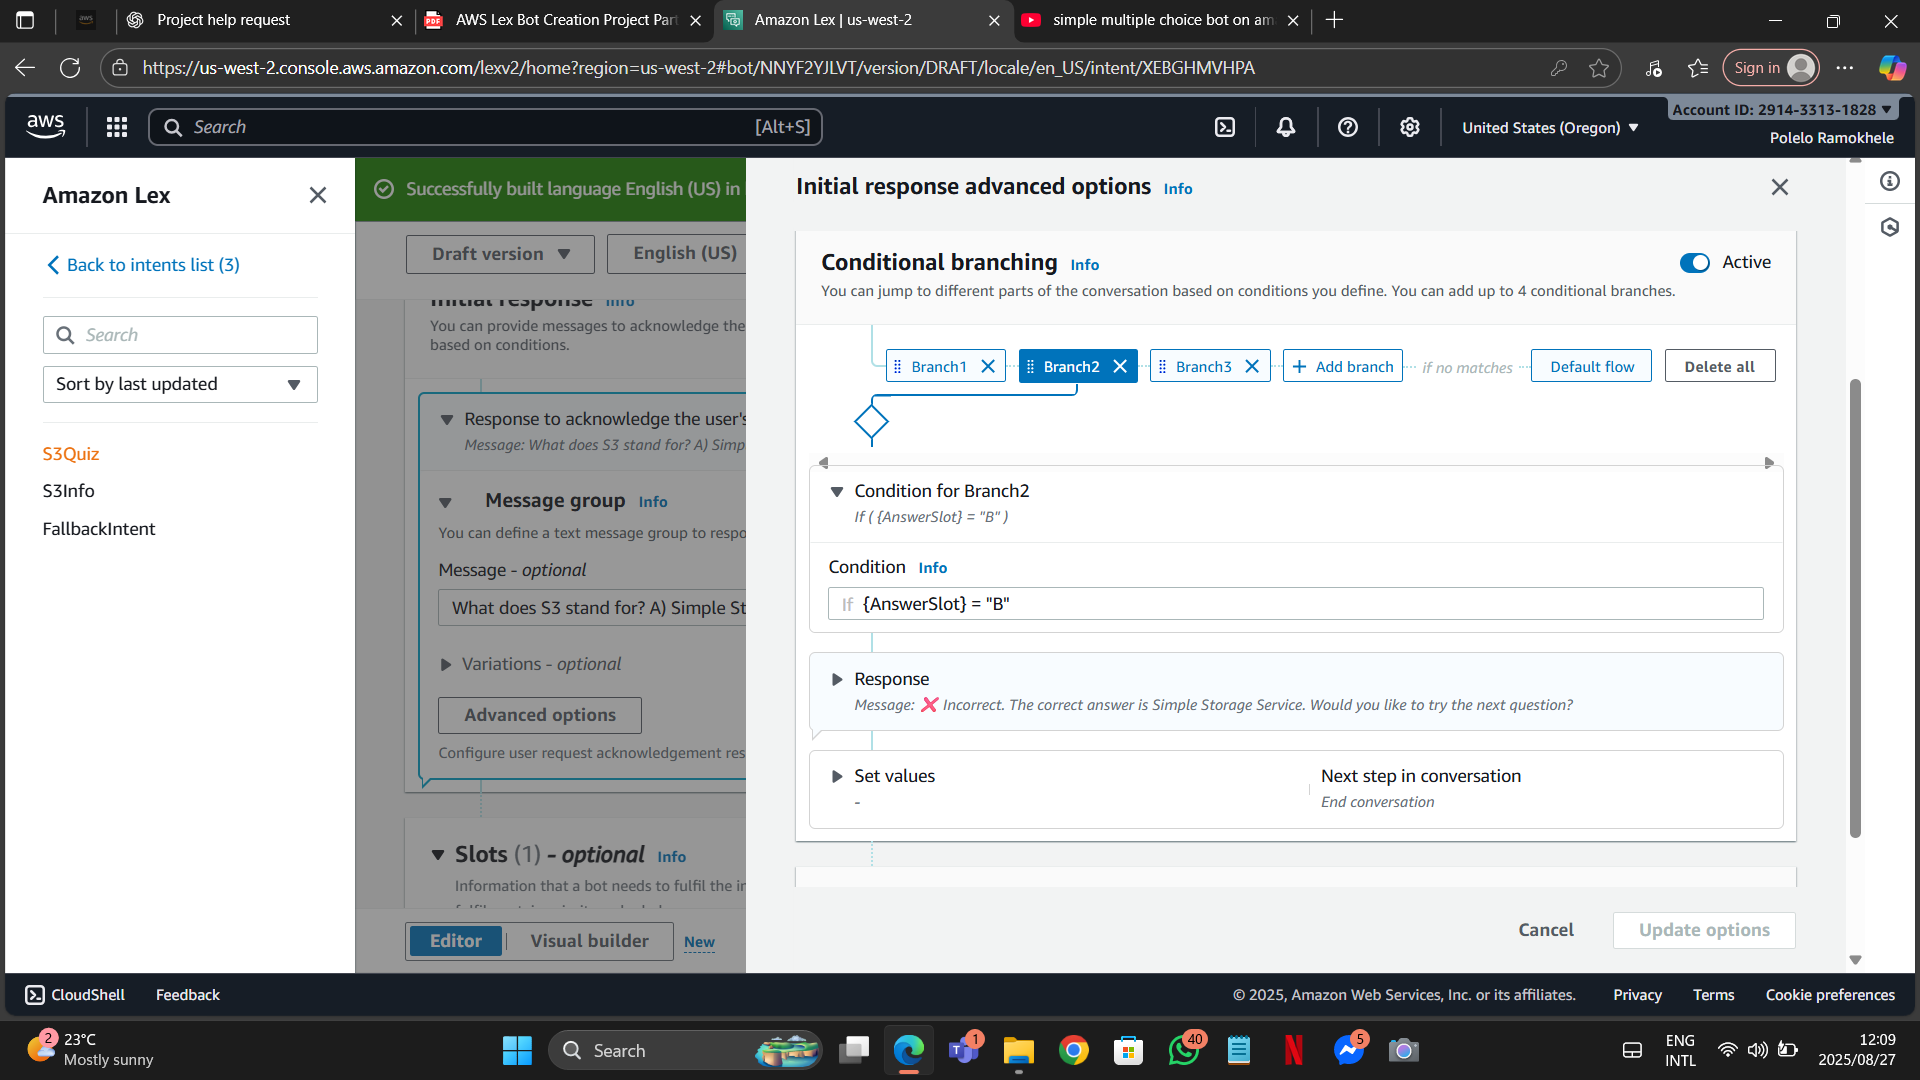 Project help request
AWS Lex Bot Creation Project Part
Amazon Lex | us-west-2
simple multiple choice bot on am
https://us-west-2.console.aws.amazon.com/lexv2/home?region=us-west-2#bot/NNYF2YJLVT/version/DRAFT/locale/en_US/intent/XEBGHMVHPA
Sign in
aws
Search
[Alt+S]
United States (Oregon)
Account ID: 2914-3313-1828
Polelo Ramokhele
Amazon Lex
Back to intents list (3)
Search
Sort by last updated
S3Quiz
S3Info
FallbackIntent
Successfully built language English (US) in
Draft version
English (US)
Initial response Info
You can provide messages to acknowledge the
based on conditions.
Response to acknowledge the user's
Message: What does S3 stand for? A) Simp
Message group Info
You can define a text message group to respo
Message - optional
What does S3 stand for? A) Simple St
Variations - optional
Advanced options
Configure user request acknowledgement res
Slots (1) - optional Info
Information that a bot needs to fulfil the in
Editor
Visual builder
New
Initial response advanced options Info
Conditional branching Info
Active
You can jump to different parts of the conversation based on conditions you define. You can add up to 4 conditional branches.
Branch1
Branch2
Branch3
Add branch
if no matches
Default flow
Delete all
Condition for Branch2
If ( {AnswerSlot} = "B" )
Condition Info
If {AnswerSlot} = "B"
Response
Message: ❌ Incorrect. The correct answer is Simple Storage Service. Would you like to try the next question?
Set values
-
Next step in conversation
End conversation
Cancel
Update options
CloudShell
Feedback
© 2025, Amazon Web Services, Inc. or its affiliates.
Privacy
Terms
Cookie preferences
2
23°C
Mostly sunny
Search
1
40
5
ENG
INTL
12:09
2025/08/27